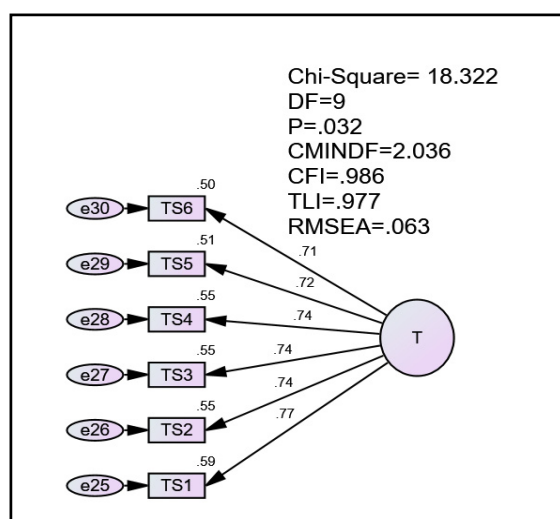 Chi-Square= 18.322
DF=9
P=.032
CMINDF=2.036
CFI=.986
TLI=.977
RMSEA=.063
.50
e30 TS6
.71
.51
e29 TS5
.72
.55
e28 TS4
.74
T
.55
e27 TS3
.74
.55
e26 TS2
.74
.77
.59
e25 TS1